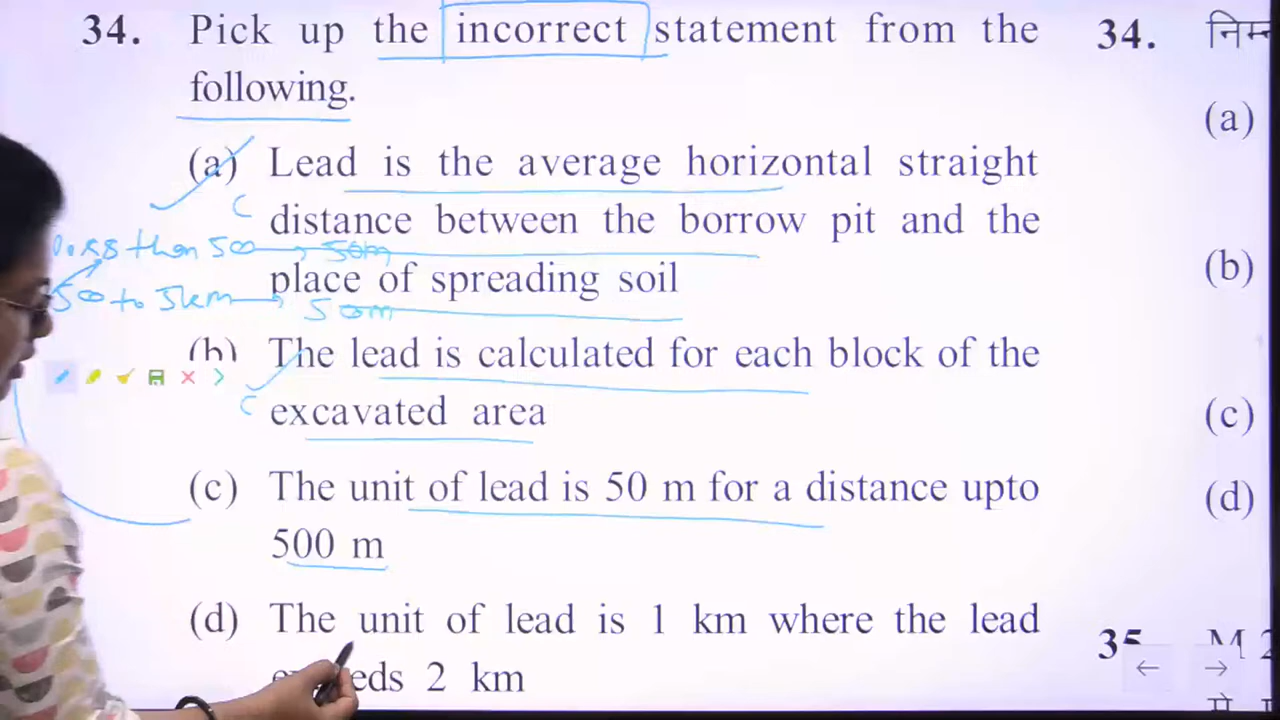 34. Pick up the incorrect statement from the
following.
(a) Lead is the average horizontal straight
distance between the borrow pit and the
less than 500 → 50m
place of spreading soil
500 to 5km → 500m
(b) The lead is calculated for each block of the
excavated area
(c) The unit of lead is 50 m for a distance upto
500 m
(d) The unit of lead is 1 km where the lead
2 km
34.
(a)
(b)
(c)
(d)
35